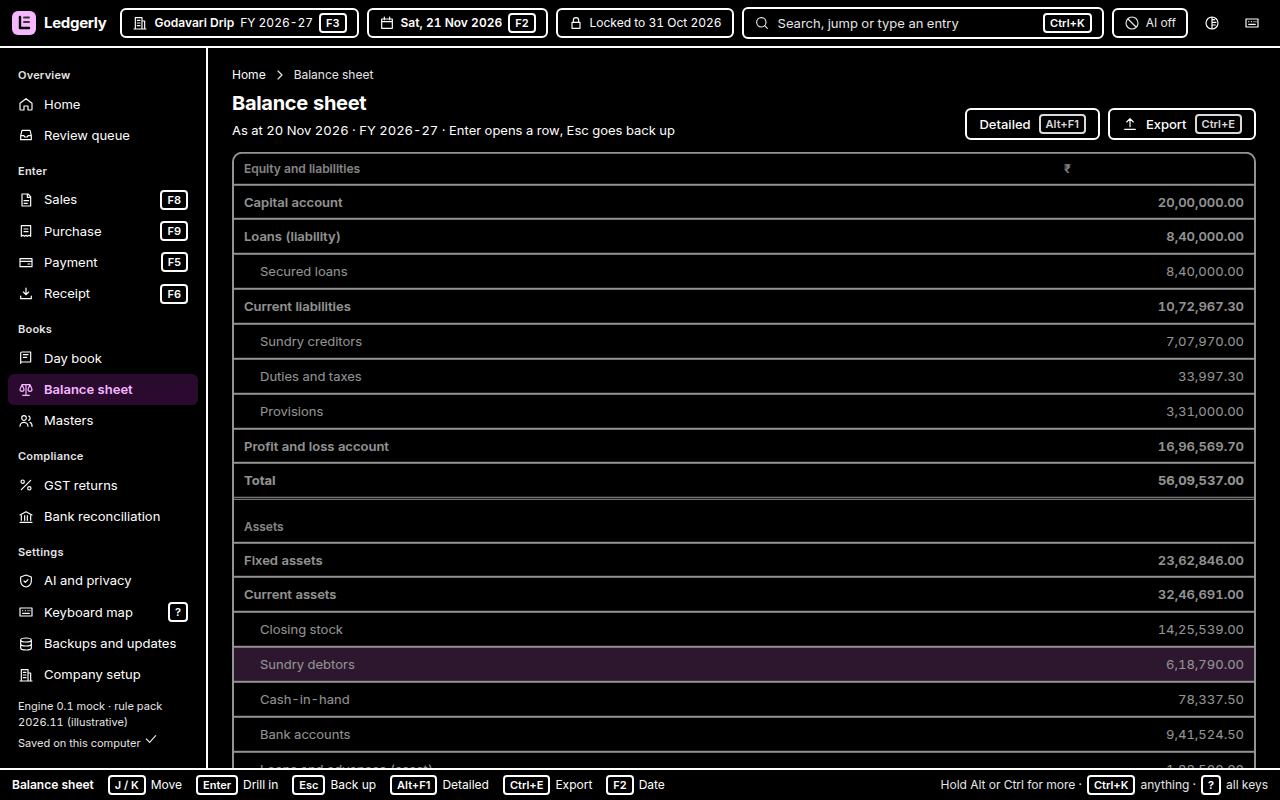 Ledgerly
Godavari Drip FY 2026-27 F3
Sat, 21 Nov 2026 F2
Locked to 31 Oct 2026
Search, jump or type an entry Ctrl+K
AI off
Overview
Home
Review queue
Enter
Sales F8
Purchase F9
Payment F5
Receipt F6
Books
Day book
Balance sheet
Masters
Compliance
GST returns
Bank reconciliation
Settings
AI and privacy
Keyboard map ?
Backups and updates
Company setup
Engine 0.1 mock · rule pack
2026.11 (illustrative)
Saved on this computer
Home > Balance sheet
Balance sheet
As at 20 Nov 2026 · FY 2026-27 · Enter opens a row, Esc goes back up
Detailed Alt+F1
Export Ctrl+E
Equity and liabilities ₹
Capital account 20,00,000.00
Loans (liability) 8,40,000.00
Secured loans 8,40,000.00
Current liabilities 10,72,967.30
Sundry creditors 7,07,970.00
Duties and taxes 33,997.30
Provisions 3,31,000.00
Profit and loss account 16,96,569.70
Total 56,09,537.00
Assets
Fixed assets 23,62,846.00
Current assets 32,46,691.00
Closing stock 14,25,539.00
Sundry debtors 6,18,790.00
Cash-in-hand 78,337.50
Bank accounts 9,41,524.50
Loans and advances (asset)
Balance sheet J / K Move Enter Drill in Esc Back up Alt+F1 Detailed Ctrl+E Export F2 Date
Hold Alt or Ctrl for more · Ctrl+K anything · ? all keys